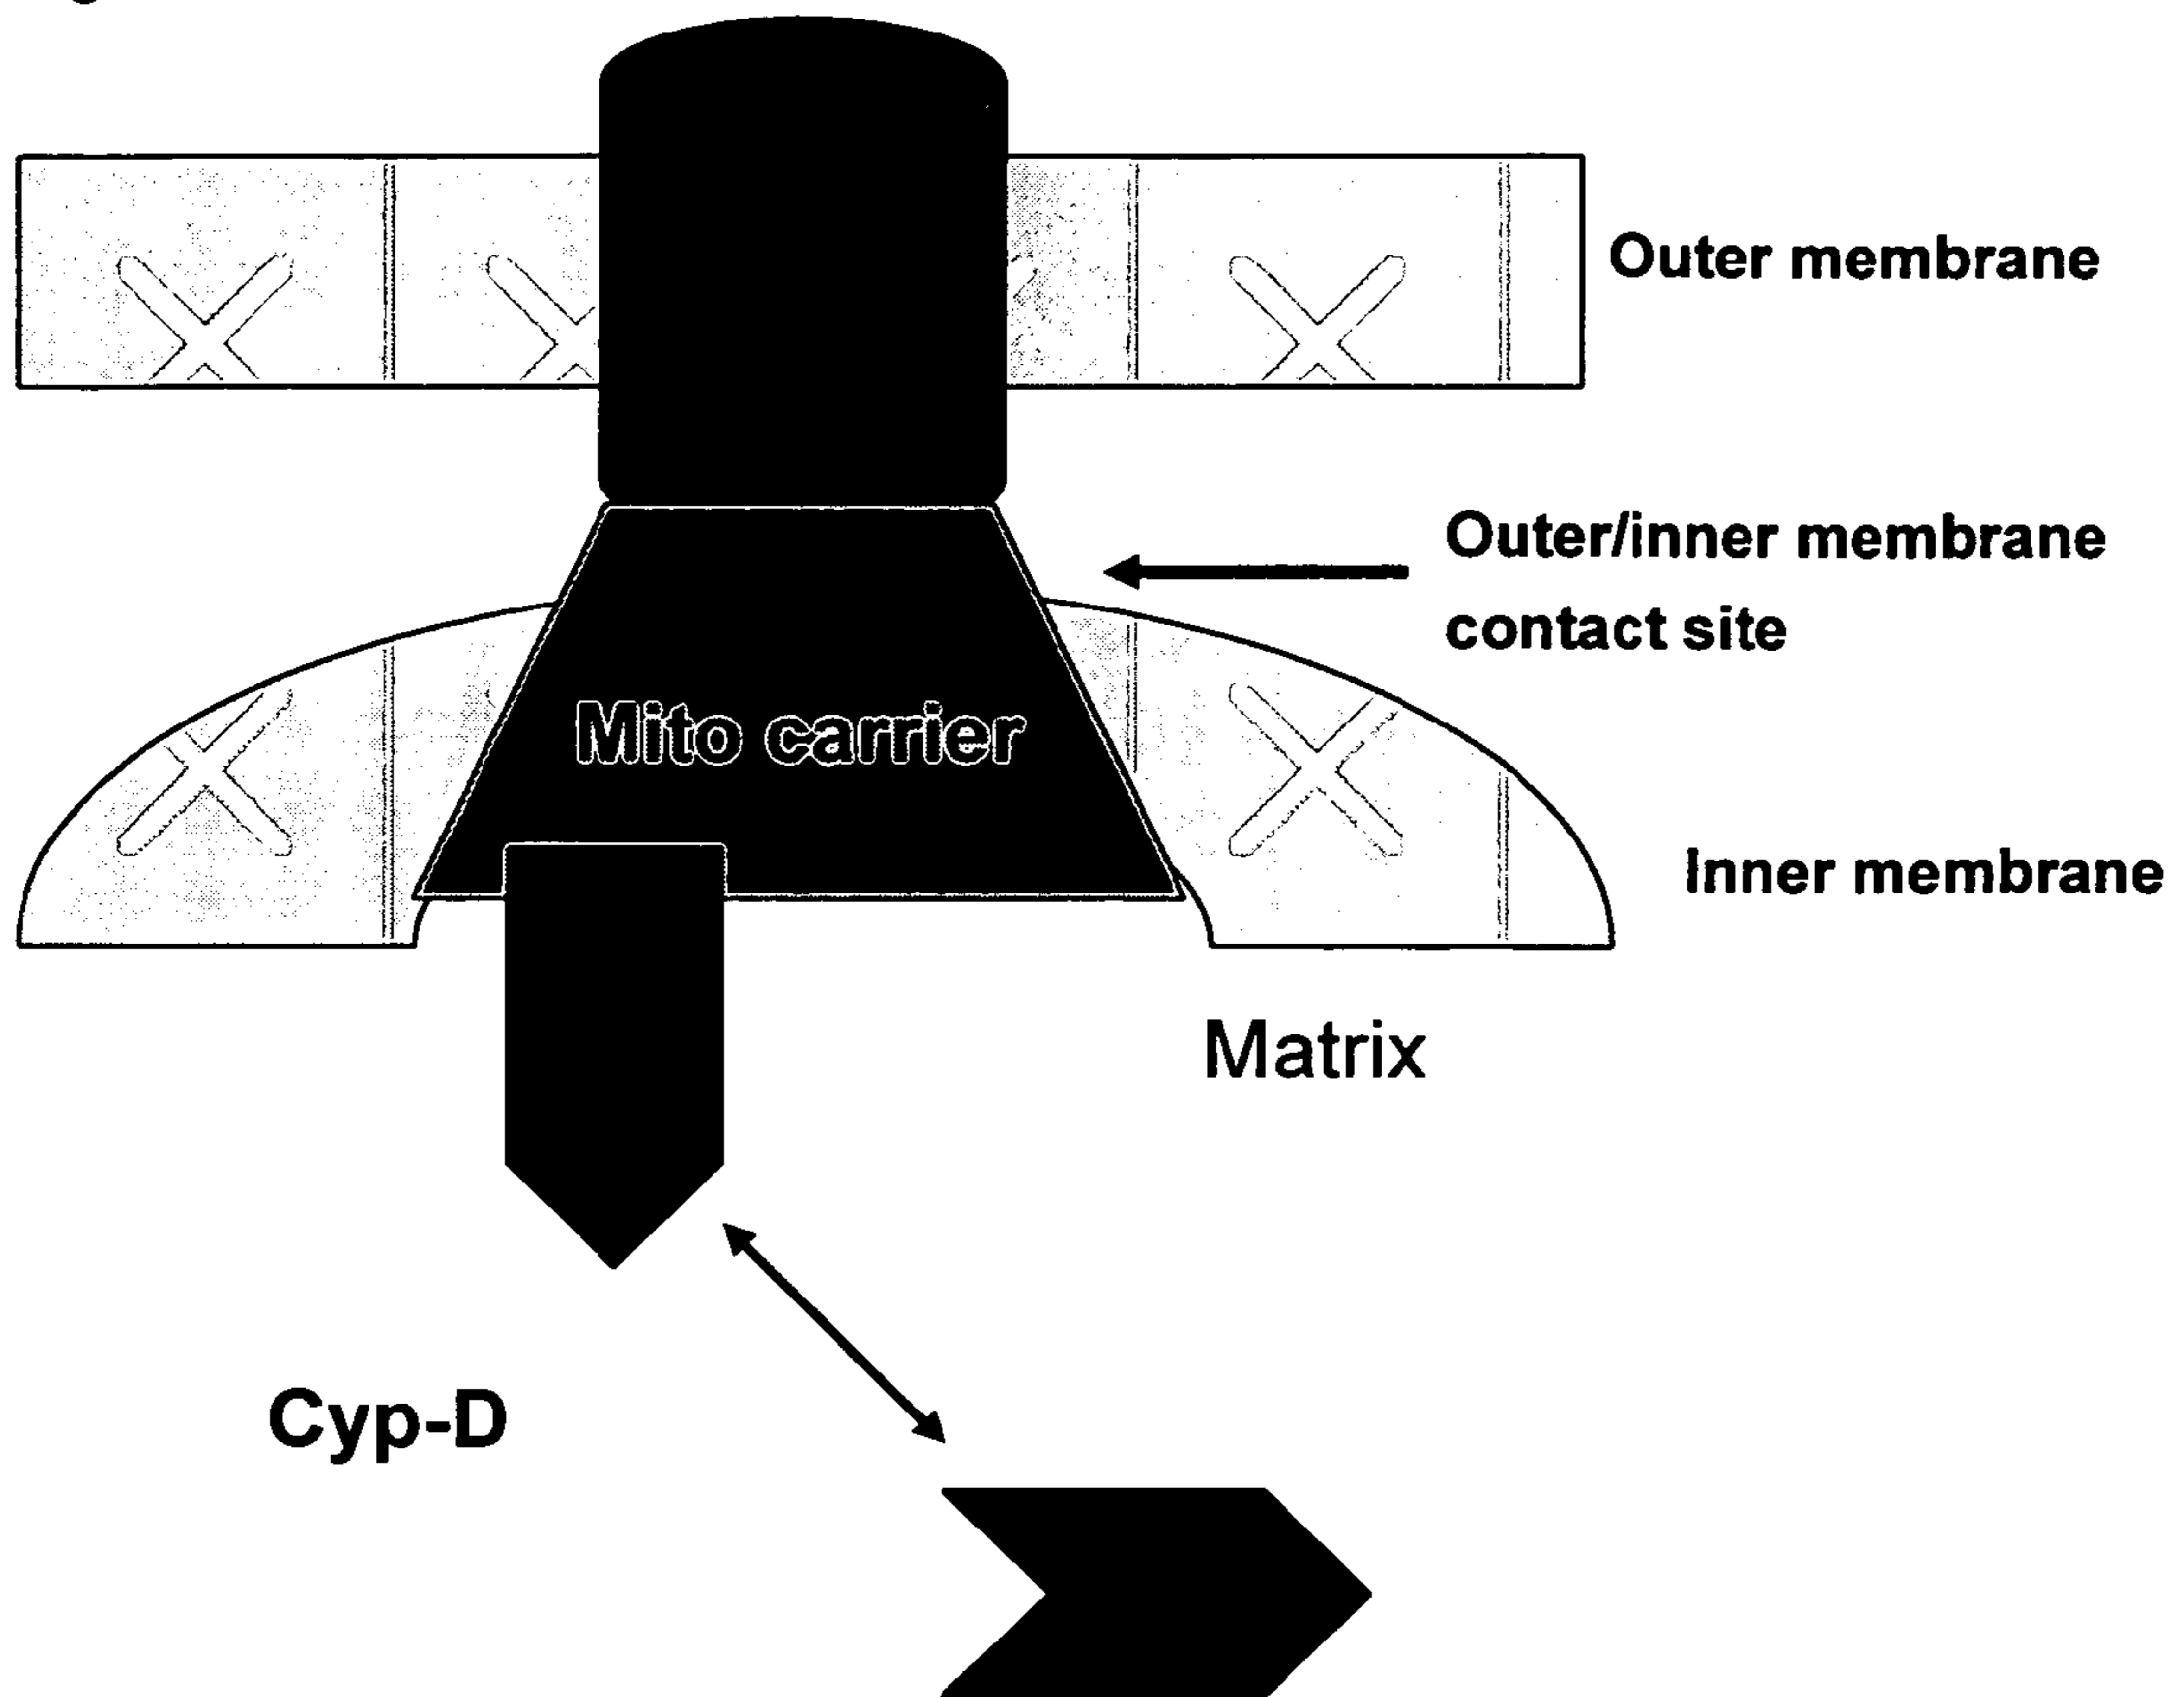 Outer membrane
Outer/inner membrane
contact site
Mito carrier
Inner membrane
Matrix
Cyp-D